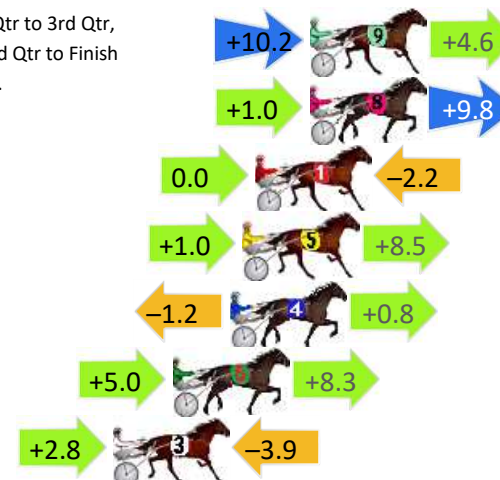 Qtr to 3rd Qtr,
d Qtr to Finish
.
+10.2 9 +4.6
+1.0 8 +9.8
0.0 1 –2.2
+1.0 5 +8.5
–1.2 4 +0.8
+5.0 6 +8.3
+2.8 3 –3.9